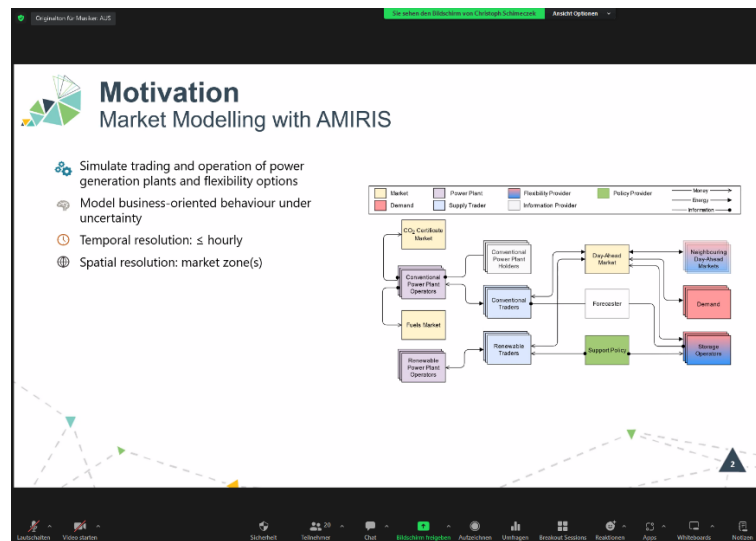 Originalton für Musiker: AUS
Sie sehen den Bildschirm von Christoph Schimeczek
Ansicht Optionen
Motivation
Market Modelling with AMIRIS
Simulate trading and operation of power
generation plants and flexibility options
Model business-oriented behaviour under
uncertainty
Temporal resolution: ≤ hourly
Spatial resolution: market zone(s)
Market
Power Plant
Flexibility Provider
Policy Provider
Money
Demand
Supply Trader
Information Provider
Energy
Information
CO2 Certificate
Market
Conventional
Power Plant
Holders
Day-Ahead
Market
Neighbouring
Day-Ahead
Markets
Conventional
Power Plant
Operators
Conventional
Traders
Forecaster
Demand
Fuels Market
Renewable
Power Plant
Operators
Renewable
Traders
Support Policy
Storage
Operators
2
20
Lautschalten
Video starten
Sicherheit
Teilnehmer
Chat
Bildschirm freigeben
Aufzeichnen
Umfragen
Breakout Sessions
Reaktionen
Apps
Whiteboards
Notizen